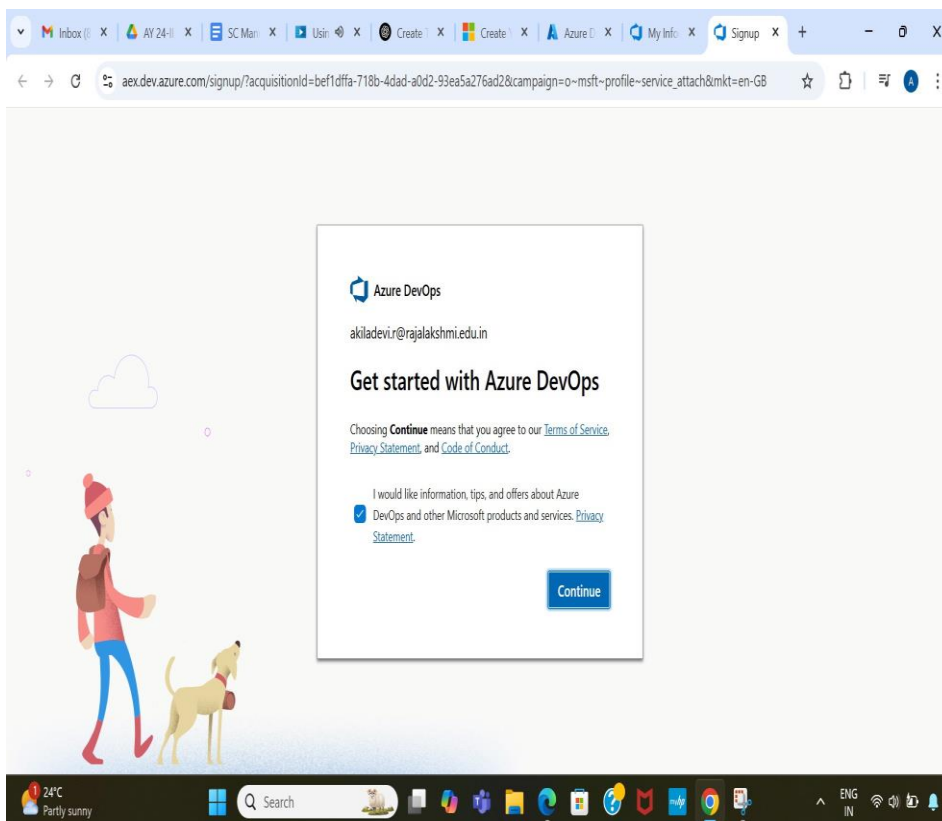 Inbox (8
AY 24-II
SC Man
Usin
Create T
Create \
Azure D
My Info
Signup
aex.dev.azure.com/signup/?acquisitionId=bef1dffa-718b-4dad-a0d2-93ea5a276ad2&campaign=o~msft~profile~service_attach&mkt=en-GB
A
Azure DevOps
akiladevi.r@rajalakshmi.edu.in
Get started with Azure DevOps
Choosing Continue means that you agree to our Terms of Service,
Privacy Statement, and Code of Conduct.
I would like information, tips, and offers about Azure
DevOps and other Microsoft products and services. Privacy
Statement.
Continue
1
24°C
Partly sunny
Search
myhp
ENG
IN